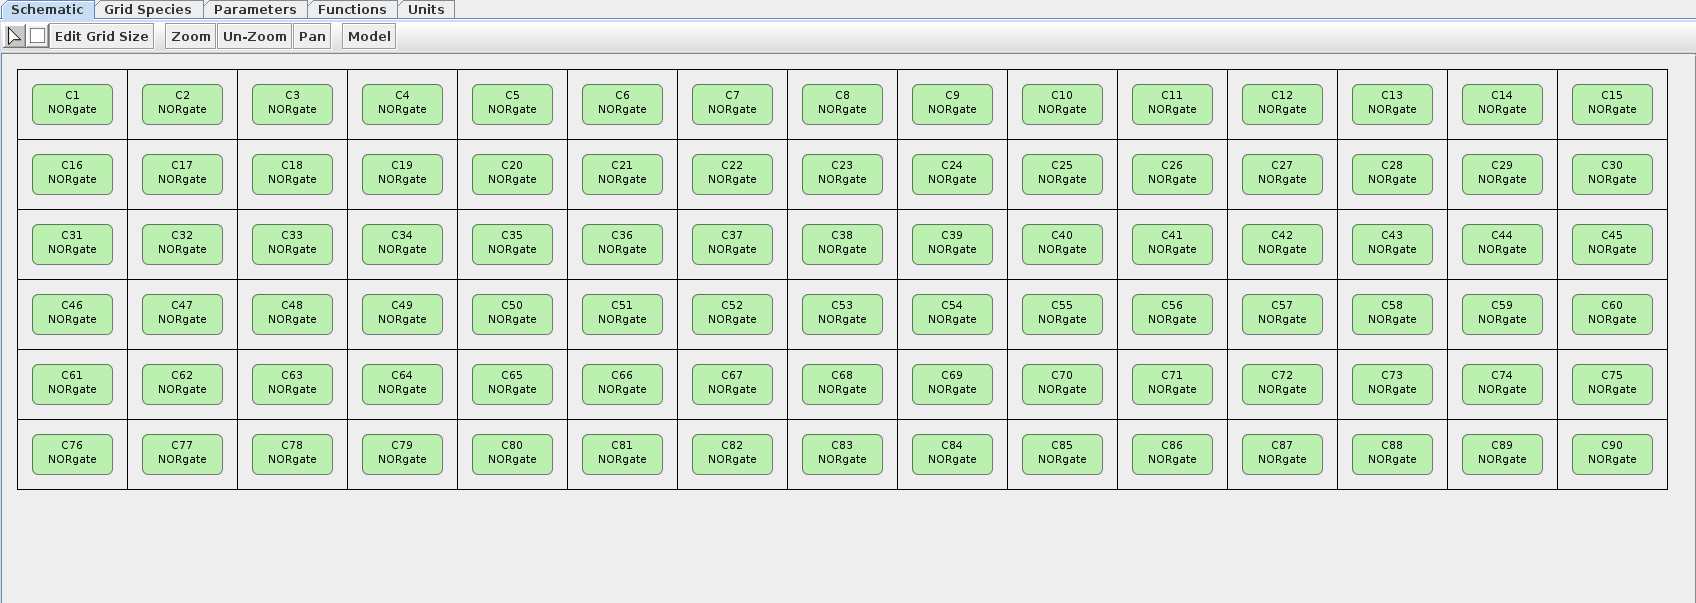 Schematic Grid Species Parameters Functions Units
Edit Grid Size Zoom Un-Zoom Pan Model
C1 C2 C3 C4 C5 C6 C7 C8 C9 C10 C11 C12 C13 C14 C15
NORgate NORgate NORgate NORgate NORgate NORgate NORgate NORgate NORgate NORgate NORgate NORgate NORgate NORgate NORgate
C16 C17 C18 C19 C20 C21 C22 C23 C24 C25 C26 C27 C28 C29 C30
NORgate NORgate NORgate NORgate NORgate NORgate NORgate NORgate NORgate NORgate NORgate NORgate NORgate NORgate NORgate
C31 C32 C33 C34 C35 C36 C37 C38 C39 C40 C41 C42 C43 C44 C45
NORgate NORgate NORgate NORgate NORgate NORgate NORgate NORgate NORgate NORgate NORgate NORgate NORgate NORgate NORgate
C46 C47 C48 C49 C50 C51 C52 C53 C54 C55 C56 C57 C58 C59 C60
NORgate NORgate NORgate NORgate NORgate NORgate NORgate NORgate NORgate NORgate NORgate NORgate NORgate NORgate NORgate
C61 C62 C63 C64 C65 C66 C67 C68 C69 C70 C71 C72 C73 C74 C75
NORgate NORgate NORgate NORgate NORgate NORgate NORgate NORgate NORgate NORgate NORgate NORgate NORgate NORgate NORgate
C76 C77 C78 C79 C80 C81 C82 C83 C84 C85 C86 C87 C88 C89 C90
NORgate NORgate NORgate NORgate NORgate NORgate NORgate NORgate NORgate NORgate NORgate NORgate NORgate NORgate NORgate